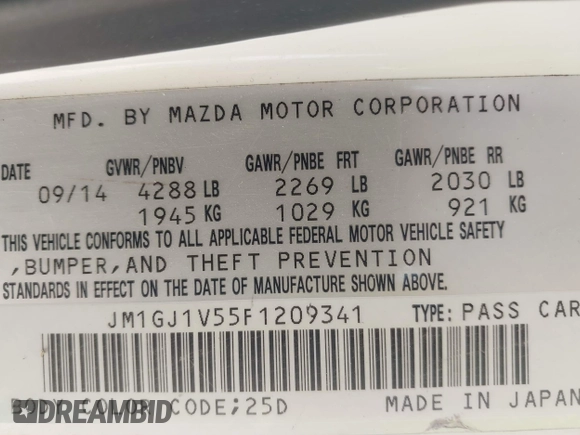 MFD. BY MAZDA MOTOR CORPORATION
DATE GVWR/PNBV GAWR/PNBE FRT GAWR/PNBE RR
09/14 4288 LB 2269 LB 2030 LB
1945 KG 1029 KG 921 KG
THIS VEHICLE CONFORMS TO ALL APPLICABLE FEDERAL MOTOR VEHICLE SAFETY
,BUMPER,AND THEFT PREVENTION
STANDARDS IN EFFECT ON THE DATE OF MANUFACTURE SHOWN ABOVE.
JM1GJ1V55F1209341 TYPE: PASS CAR
BODY COLOR CODE;25D MADE IN JAPAN
DREAMBID